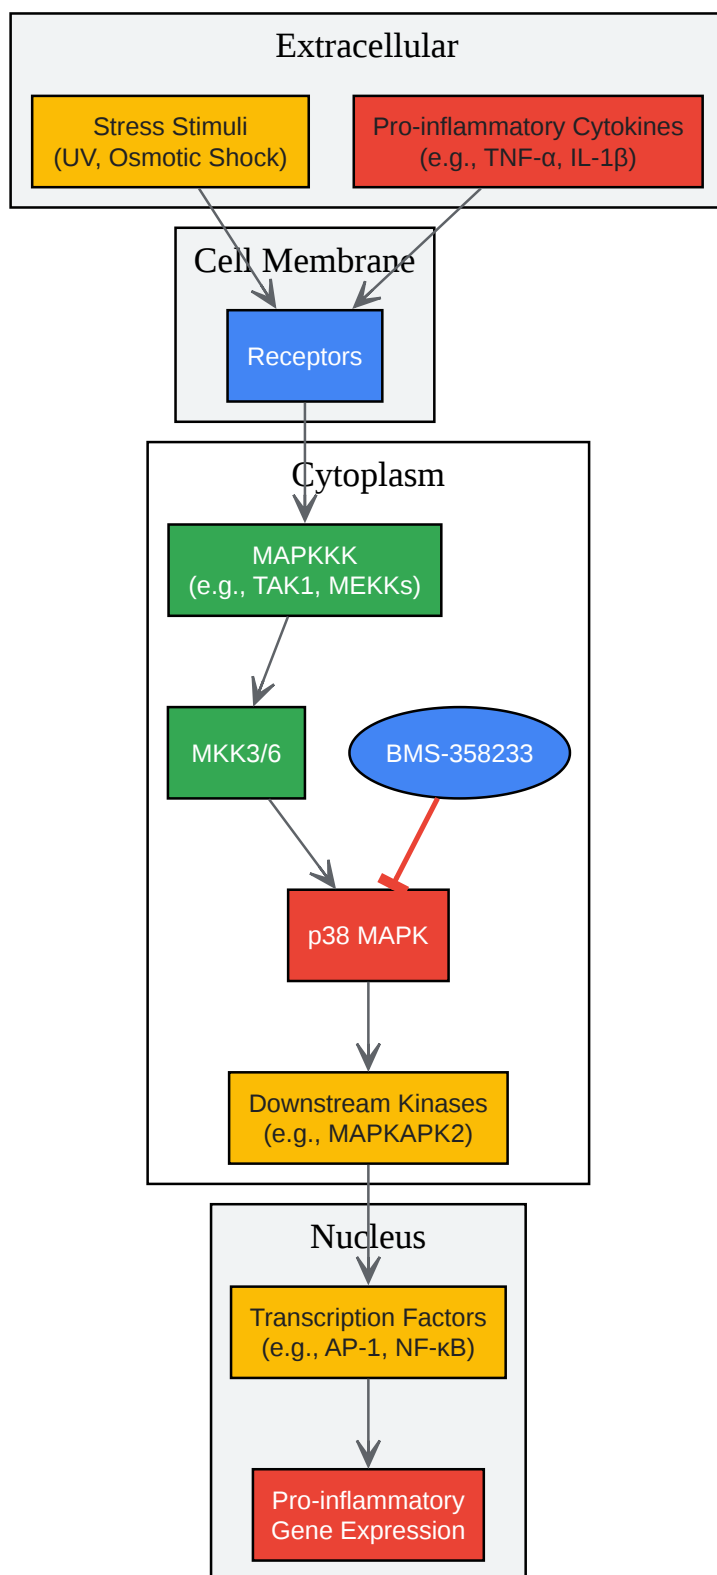 Extracellular
Stress Stimuli
(UV, Osmotic Shock)
Pro-inflammatory Cytokines
(e.g., TNF-α, IL-1β)
Cell Membrane
Receptors
Cytoplasm
MAPKKK
(e.g., TAK1, MEKKs)
MKK3/6
BMS-358233
p38 MAPK
Downstream Kinases
(e.g., MAPKAPK2)
Nucleus
Transcription Factors
(e.g., AP-1, NF-κB)
Pro-inflammatory
Gene Expression